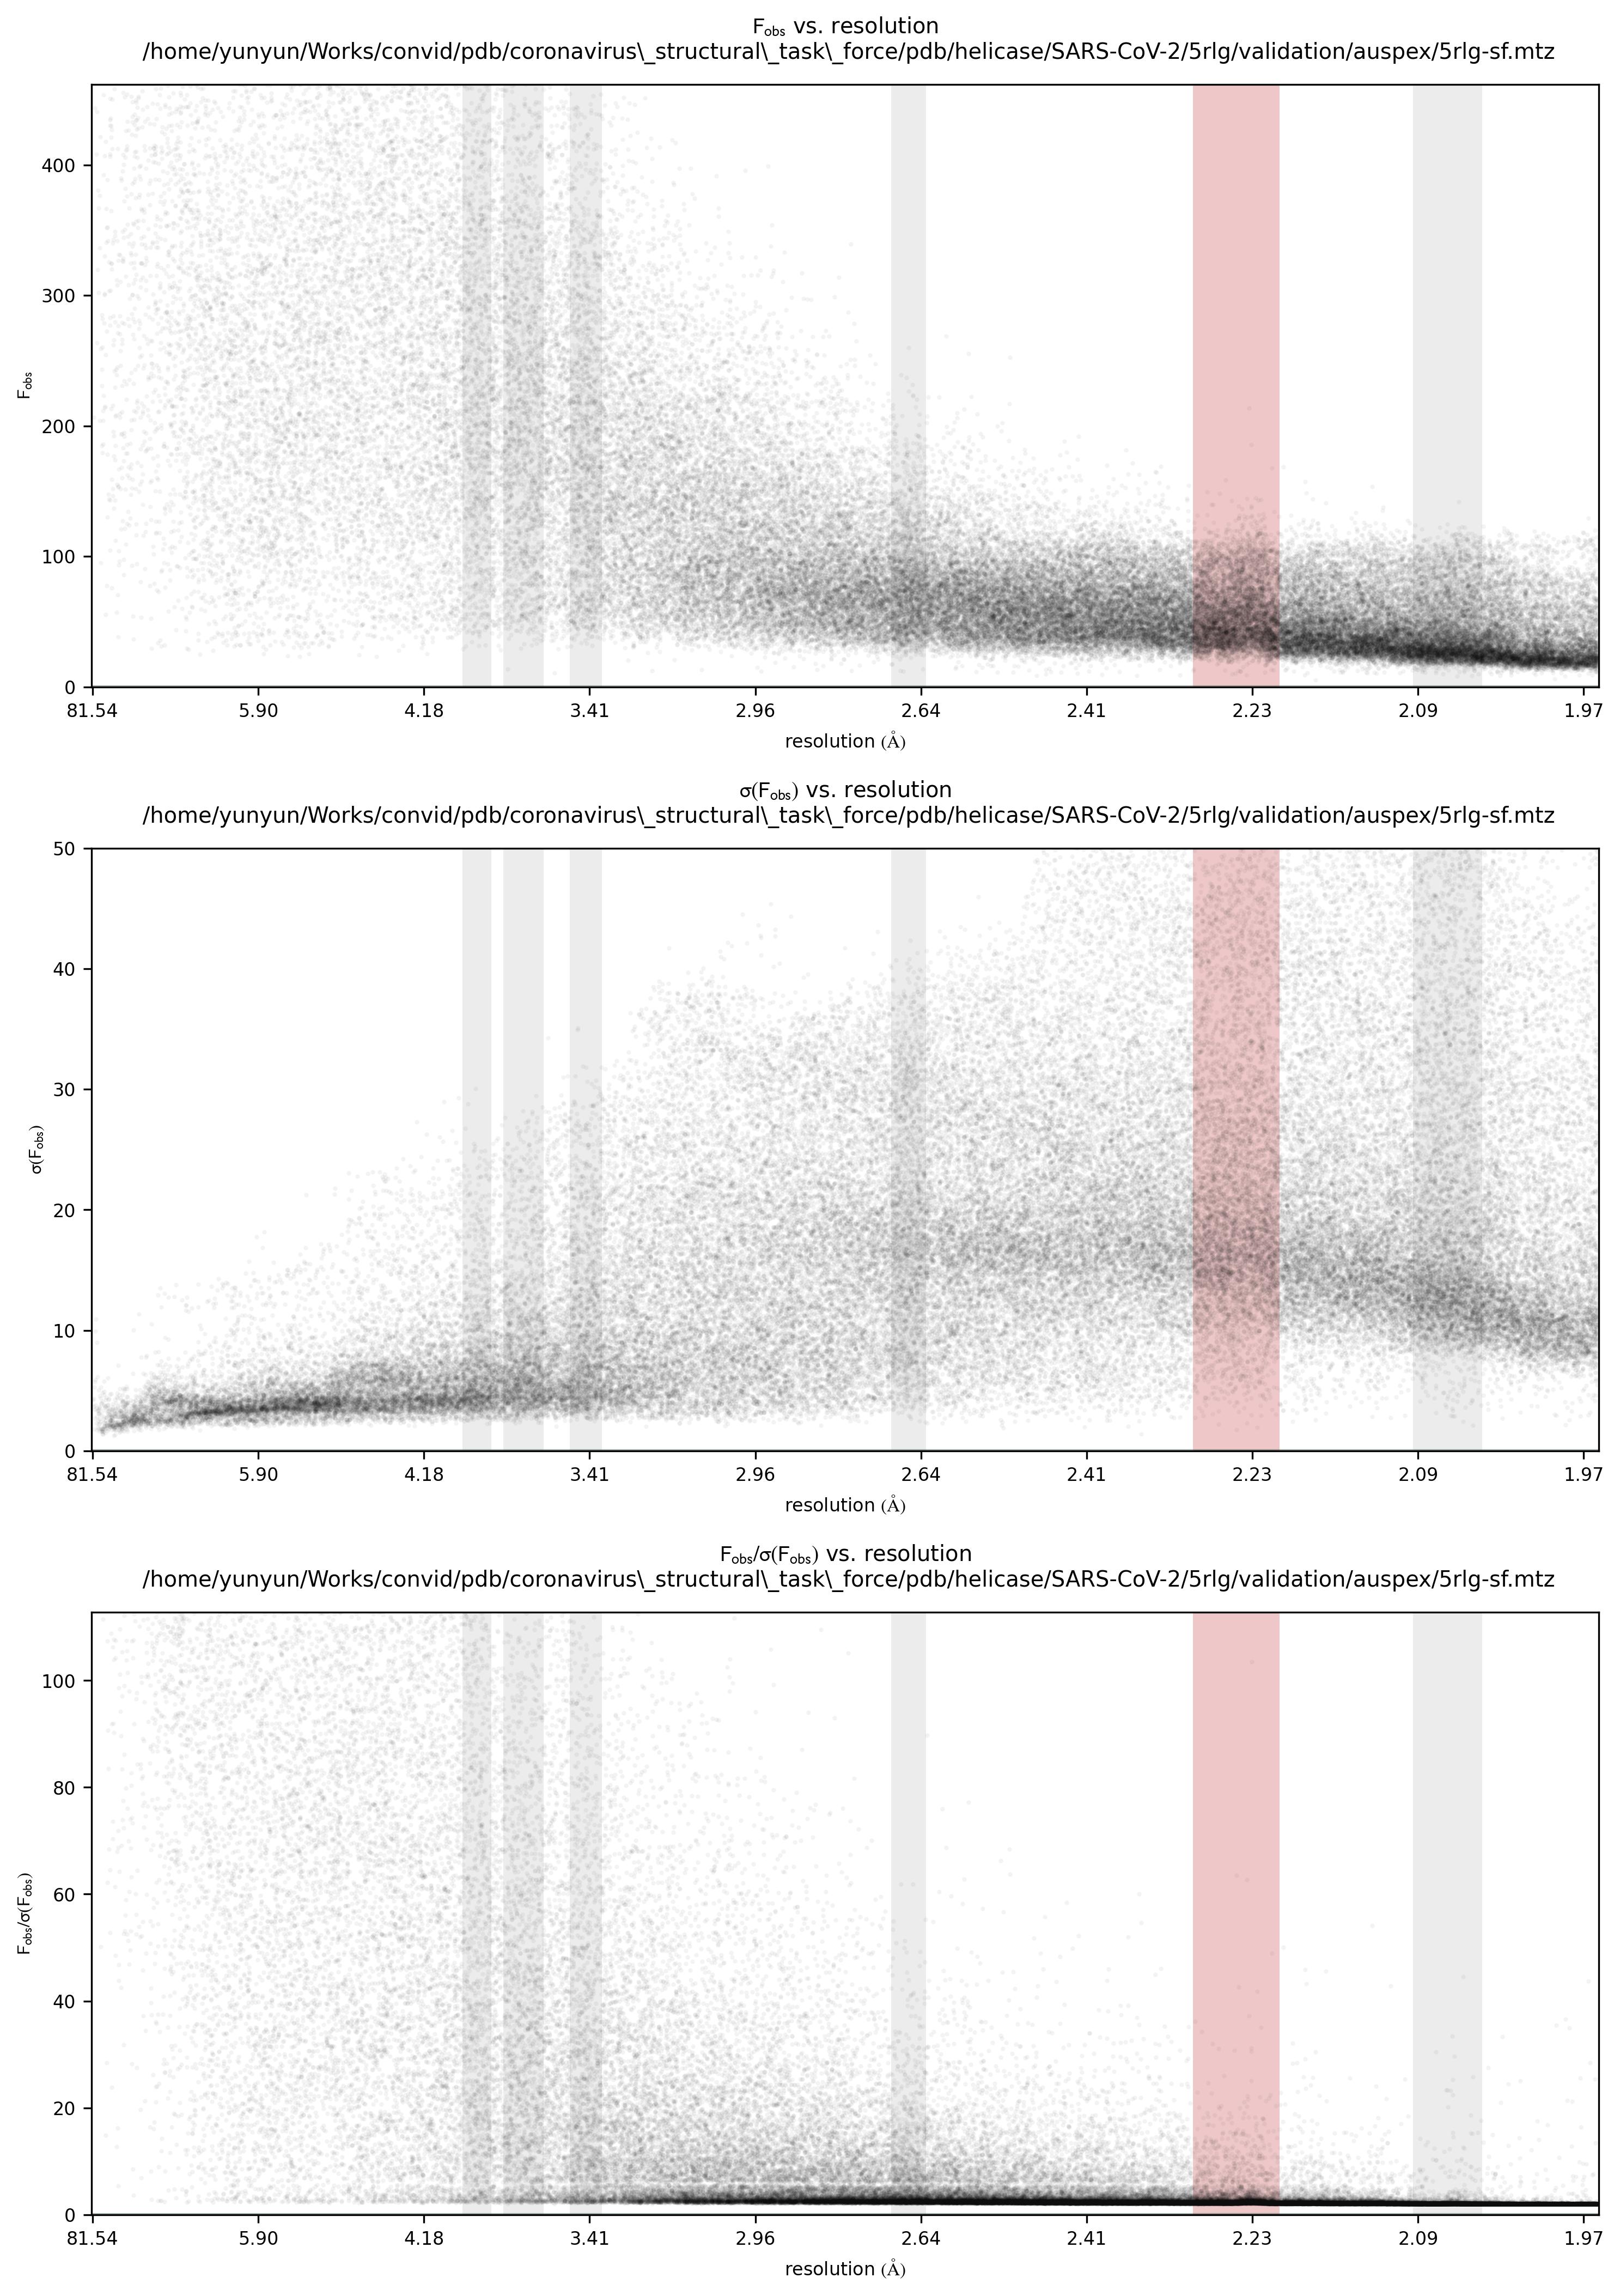 Fobs vs. resolution
/home/yunyun/Works/convid/pdb/coronavirus\_structural\_task\_force/pdb/helicase/SARS-CoV-2/5rlg/validation/auspex/5rlg-sf.mtz
400
300
200
100
0
Fobs
81.54 5.90 4.18 3.41 2.96 2.64 2.41 2.23 2.09 1.97
resolution (Å)
σ(Fobs) vs. resolution
/home/yunyun/Works/convid/pdb/coronavirus\_structural\_task\_force/pdb/helicase/SARS-CoV-2/5rlg/validation/auspex/5rlg-sf.mtz
50
40
30
20
10
0
σ(Fobs)
81.54 5.90 4.18 3.41 2.96 2.64 2.41 2.23 2.09 1.97
resolution (Å)
Fobs/σ(Fobs) vs. resolution
/home/yunyun/Works/convid/pdb/coronavirus\_structural\_task\_force/pdb/helicase/SARS-CoV-2/5rlg/validation/auspex/5rlg-sf.mtz
100
80
60
40
20
0
Fobs/σ(Fobs)
81.54 5.90 4.18 3.41 2.96 2.64 2.41 2.23 2.09 1.97
resolution (Å)